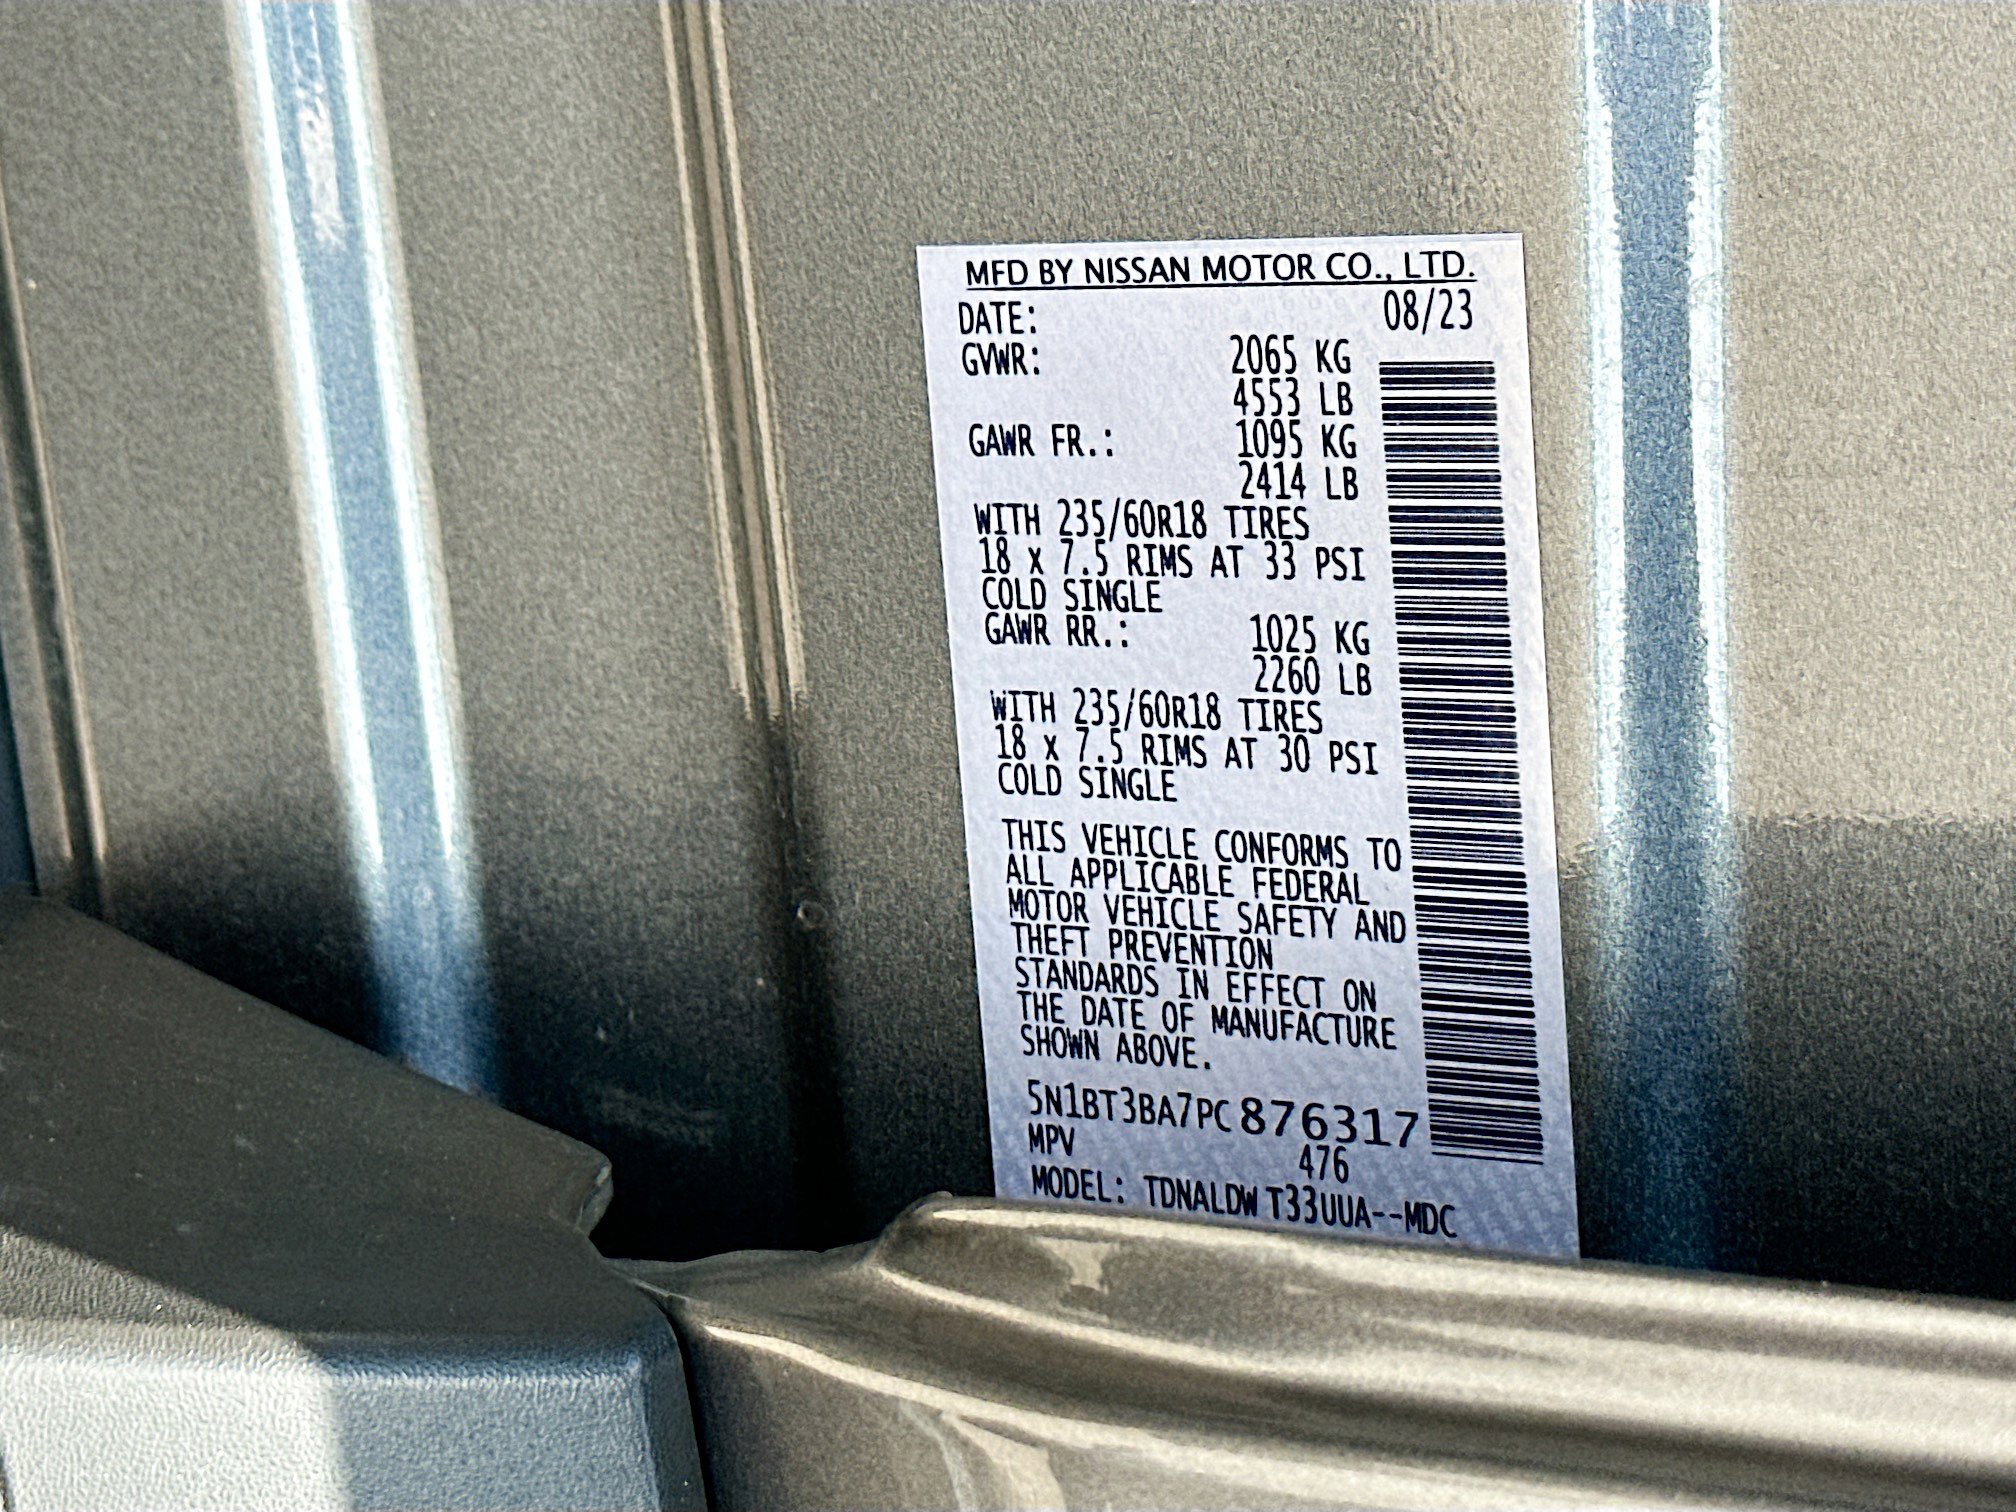 MFD BY NISSAN MOTOR CO., LTD.
DATE: 08/23
GVWR: 2065 KG
4553 LB
GAWR FR.: 1095 KG
2414 LB
WITH 235/60R18 TIRES
18 x 7.5 RIMS AT 33 PSI
COLD SINGLE
GAWR RR.: 1025 KG
2260 LB
WITH 235/60R18 TIRES
18 x 7.5 RIMS AT 30 PSI
COLD SINGLE
THIS VEHICLE CONFORMS TO
ALL APPLICABLE FEDERAL
MOTOR VEHICLE SAFETY AND
THEFT PREVENTION
STANDARDS IN EFFECT ON
THE DATE OF MANUFACTURE
SHOWN ABOVE.
5N1BT3BA7PC876317
MPV 476
MODEL: TDNALDW T33UUA--MDC